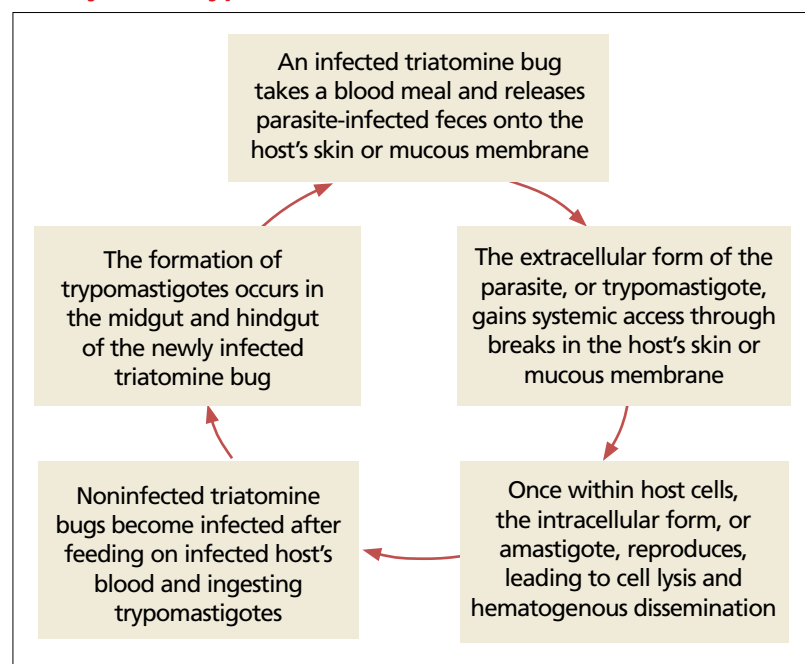 An infected triatomine bug
takes a blood meal and releases
parasite-infected feces onto the
host's skin or mucous membrane
The extracellular form of the
parasite, or trypomastigote,
gains systemic access through
breaks in the host's skin or
mucous membrane
Once within host cells,
the intracellular form, or
amastigote, reproduces,
leading to cell lysis and
hematogenous dissemination
Noninfected triatomine
bugs become infected after
feeding on infected host's
blood and ingesting
trypomastigotes
The formation of
trypomastigotes occurs in
the midgut and hindgut
of the newly infected
triatomine bug